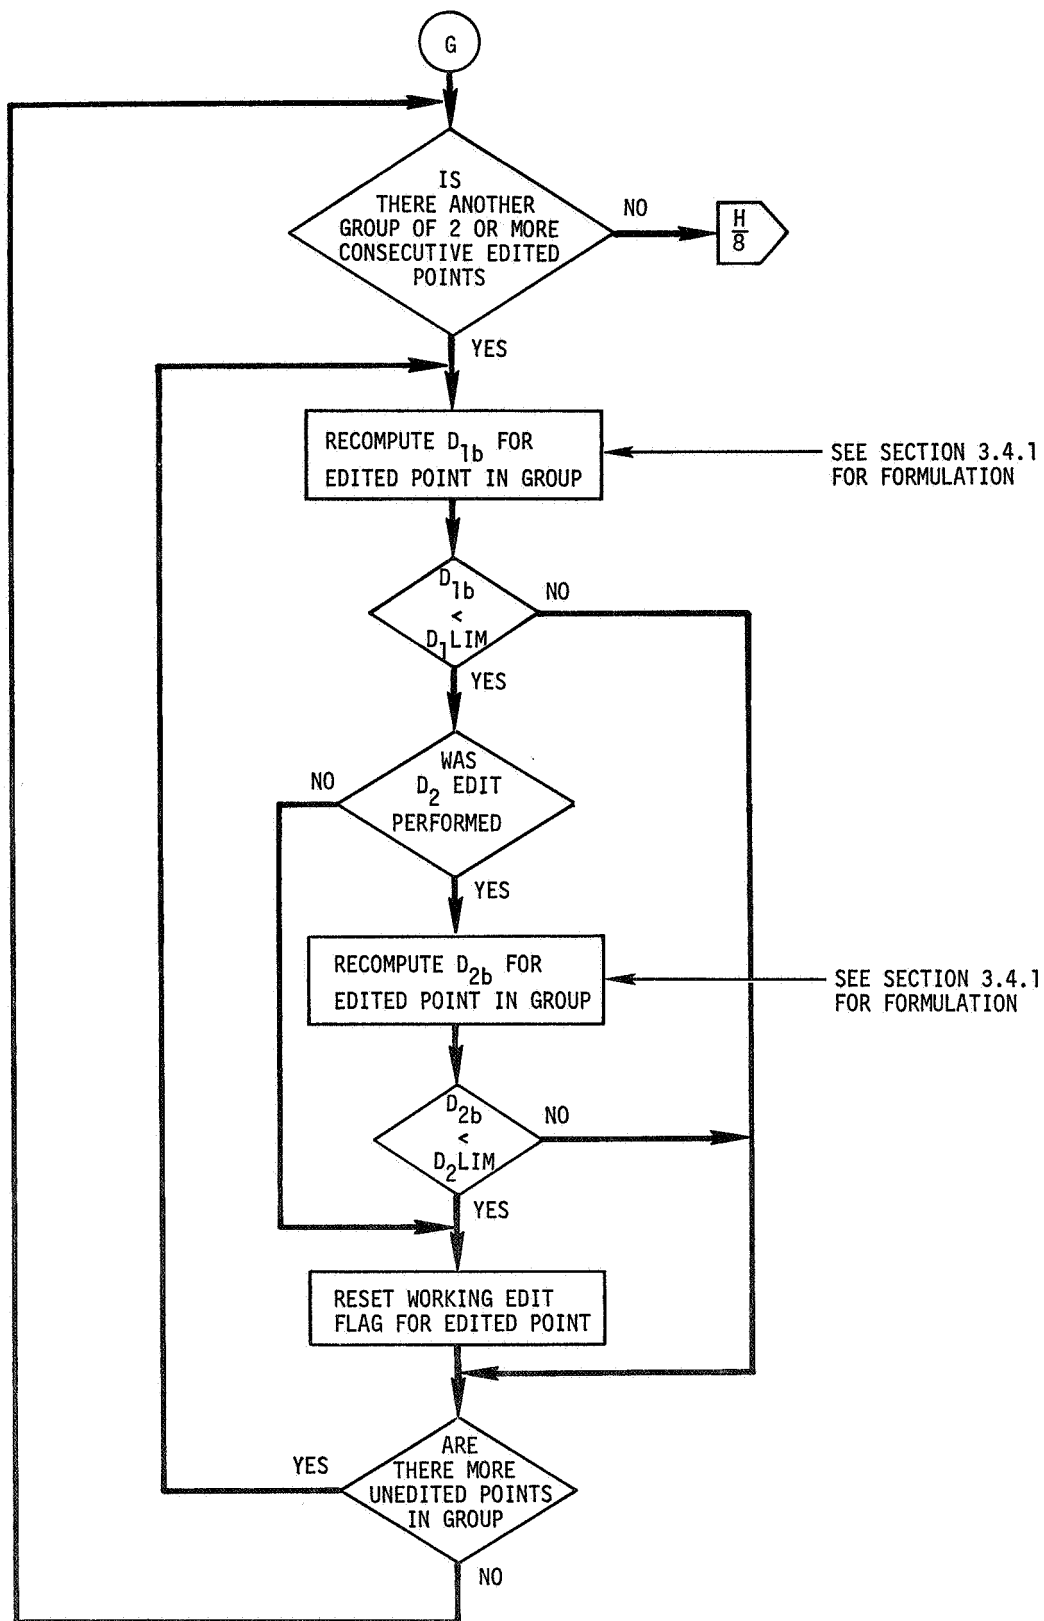 G
IS
THERE ANOTHER
GROUP OF 2 OR MORE
CONSECUTIVE EDITED
POINTS
NO
H
8
YES
RECOMPUTE D1b FOR
EDITED POINT IN GROUP
SEE SECTION 3.4.1
FOR FORMULATION
D1b
<
D1LIM
NO
YES
WAS
D2 EDIT
PERFORMED
NO
YES
RECOMPUTE D2b FOR
EDITED POINT IN GROUP
SEE SECTION 3.4.1
FOR FORMULATION
D2b
<
D2LIM
NO
YES
RESET WORKING EDIT
FLAG FOR EDITED POINT
ARE
THERE MORE
UNEDITED POINTS
IN GROUP
YES
NO